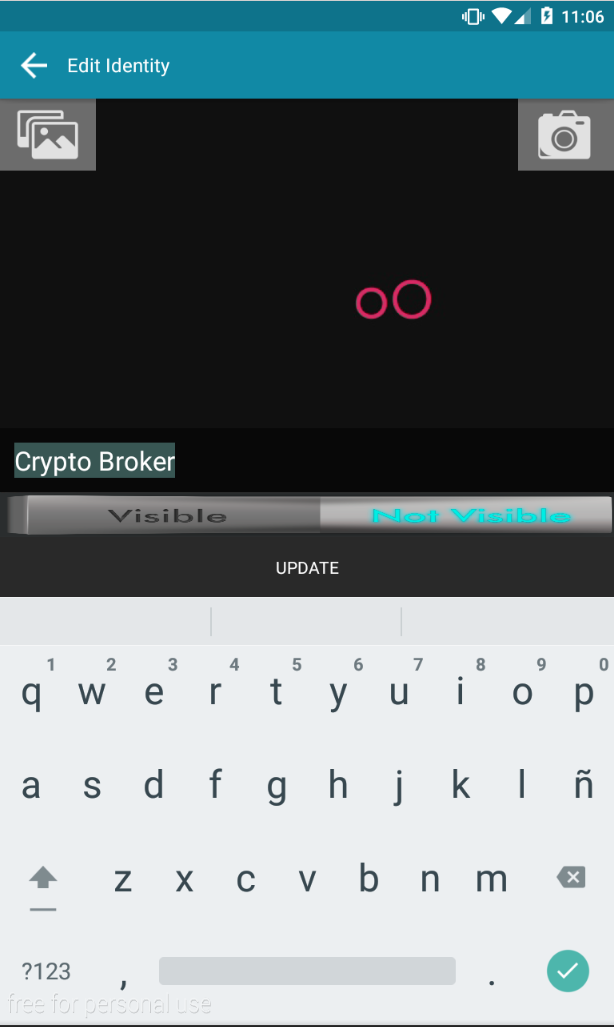 11:06
Edit Identity
Crypto Broker
Visible Not Visible
UPDATE
1 2 3 4 5 6 7 8 9 0
q w e r t y u i o p
a s d f g h j k l ñ
z x c v b n m
?123 , .
free for personal use